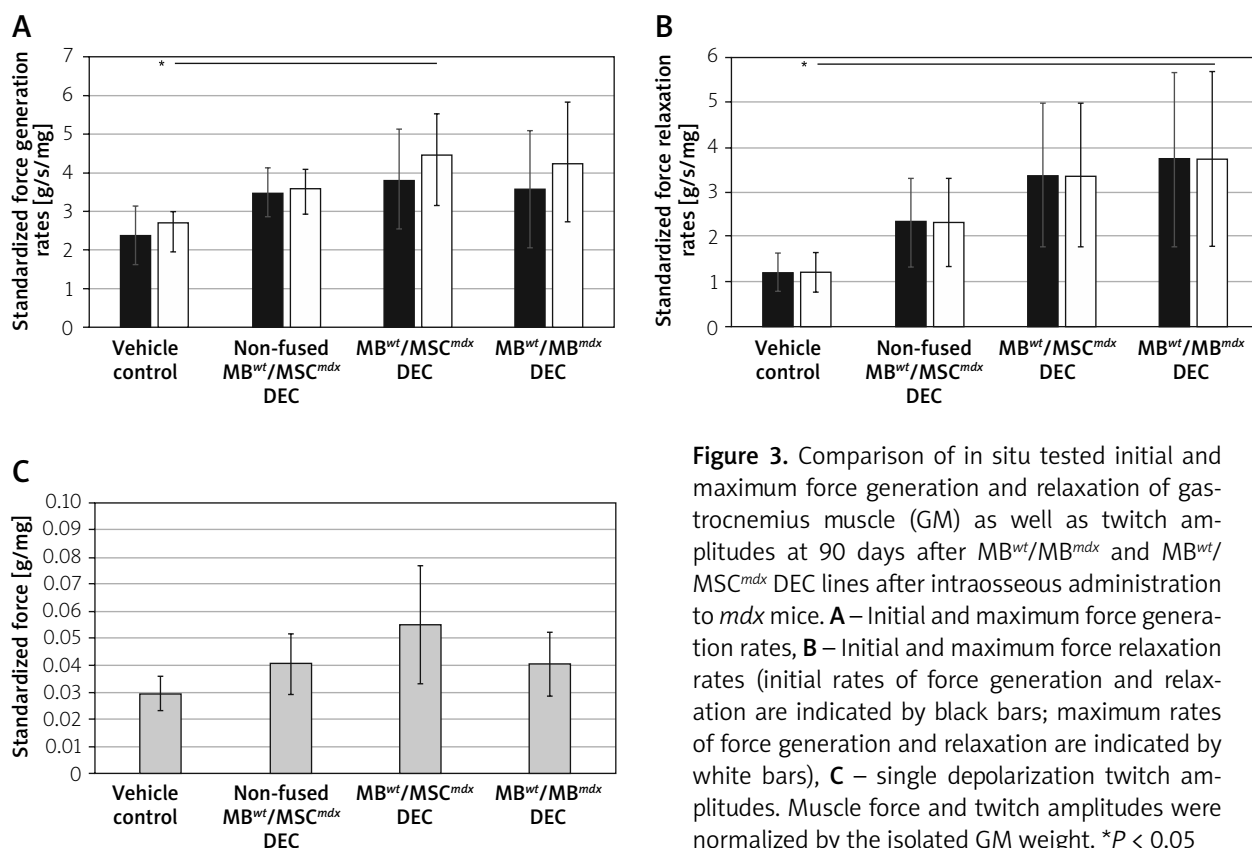 A
Standardized force generation
rates [g/s/mg]
7
6
5
4
3
2
1
0
*
Vehicle
control
Non-fused
MBwt/MSCmdx
DEC
MBwt/MSCmdx
DEC
MBwt/MBmdx
DEC
B
Standardized force relaxation
rates [g/s/mg]
6
5
4
3
2
1
0
*
Vehicle
control
Non-fused
MBwt/MSCmdx
DEC
MBwt/MSCmdx
DEC
MBwt/MBmdx
DEC
C
Standardized force [g/mg]
0.10
0.09
0.08
0.07
0.06
0.05
0.04
0.03
0.02
0.01
0
Vehicle
control
Non-fused
MBwt/MSCmdx
DEC
MBwt/MSCmdx
DEC
MBwt/MBmdx
DEC
Figure 3. Comparison of in situ tested initial and
maximum force generation and relaxation of gas-
trocnemius muscle (GM) as well as twitch am-
plitudes at 90 days after MBwt/MBmdx and MBwt/
MSCmdx DEC lines after intraosseous administration
to mdx mice. A – Initial and maximum force genera-
tion rates, B – Initial and maximum force relaxation
rates (initial rates of force generation and relax-
ation are indicated by black bars; maximum rates
of force generation and relaxation are indicated by
white bars), C – single depolarization twitch am-
plitudes. Muscle force and twitch amplitudes were
normalized by the isolated GM weight. *P < 0.05